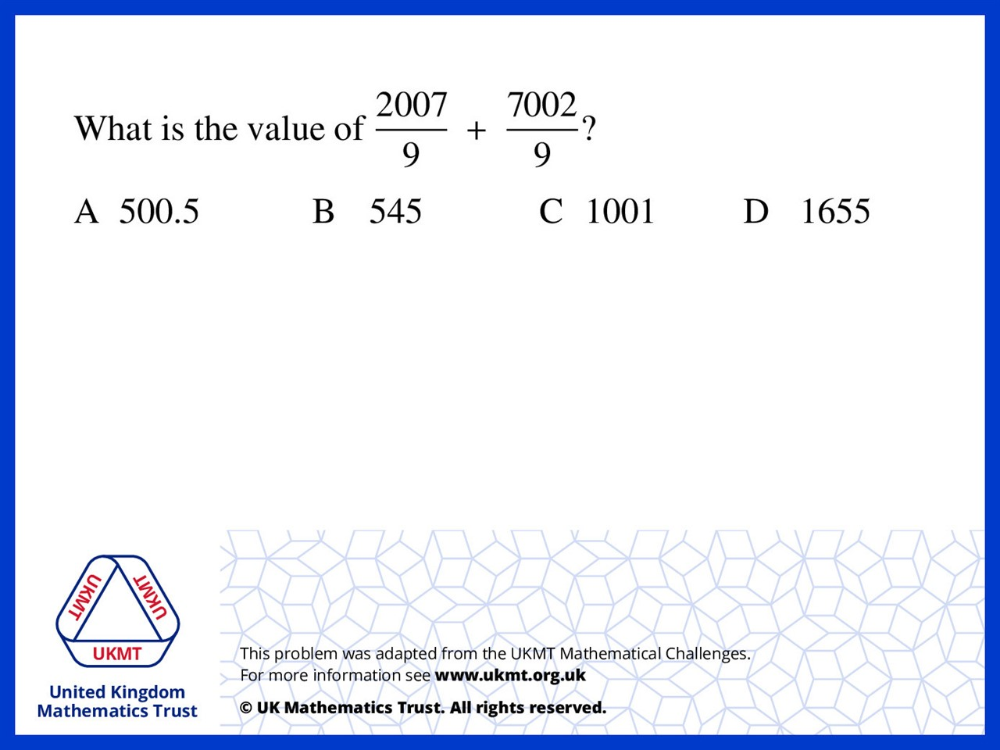 What is the value of 2007/9 + 7002/9?
A 500.5 B 545 C 1001 D 1655
UKMT
UKMT
UKMT
United Kingdom
Mathematics Trust
This problem was adapted from the UKMT Mathematical Challenges.
For more information see www.ukmt.org.uk
© UK Mathematics Trust. All rights reserved.